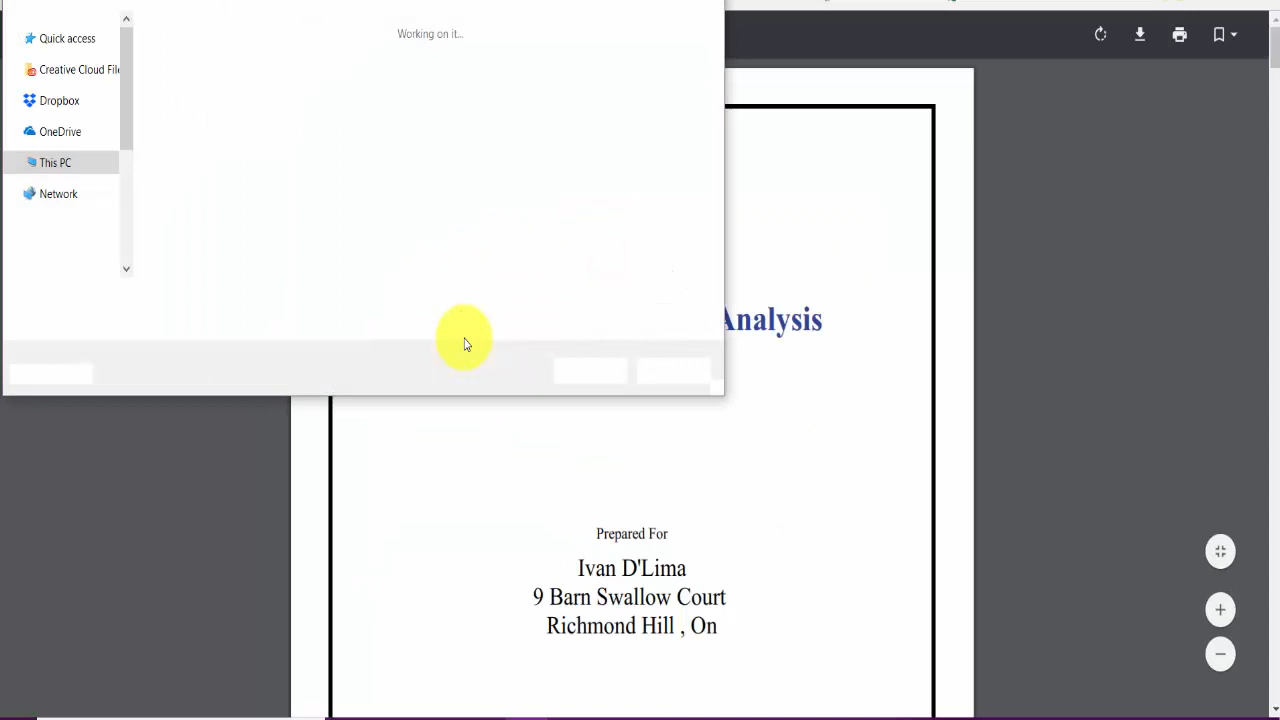 Quick access
Creative Cloud File
Dropbox
OneDrive
This PC
Network
Working on it...
Analysis
Prepared For
Ivan D'Lima
9 Barn Swallow Court
Richmond Hill , On